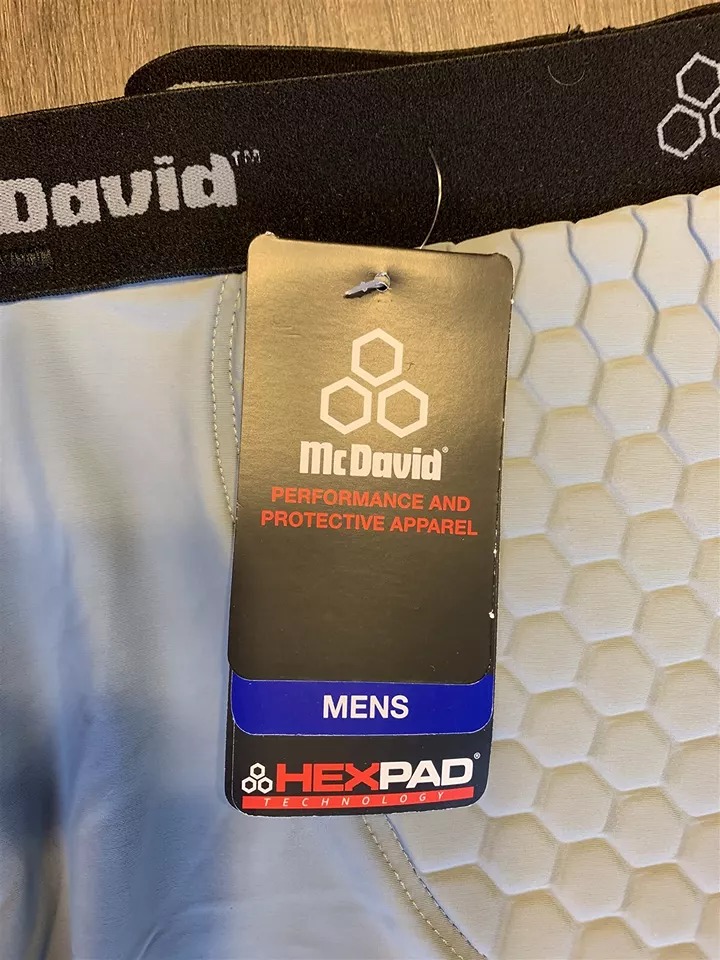 David™
McDavid®
PERFORMANCE AND
PROTECTIVE APPAREL
MENS
HEXPAD®
TECHNOLOGY